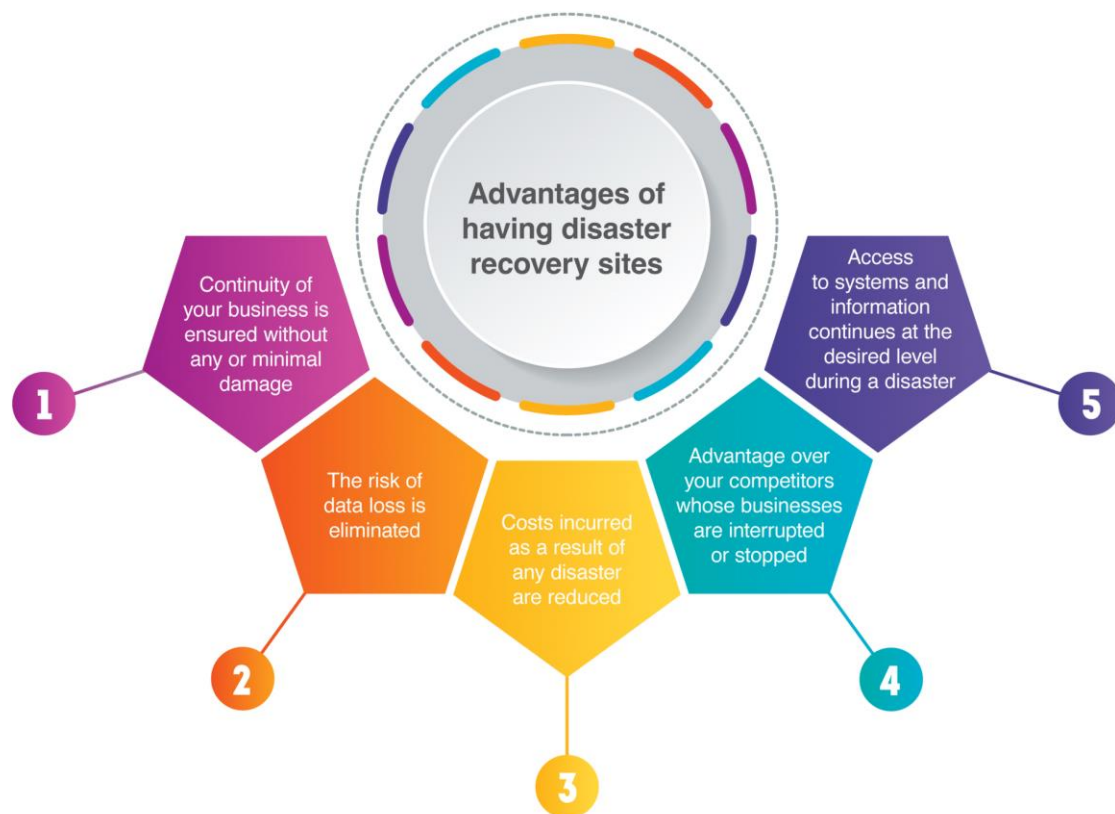 Advantages of
having disaster
recovery sites
Continuity of
your business is
ensured without
any or minimal
damage
1
The risk of
data loss is
eliminated
2
Costs incurred
as a result of
any disaster
are reduced
3
Advantage over
your competitors
whose businesses
are interrupted
or stopped
4
Access
to systems and
information
continues at the
desired level
during a disaster
5